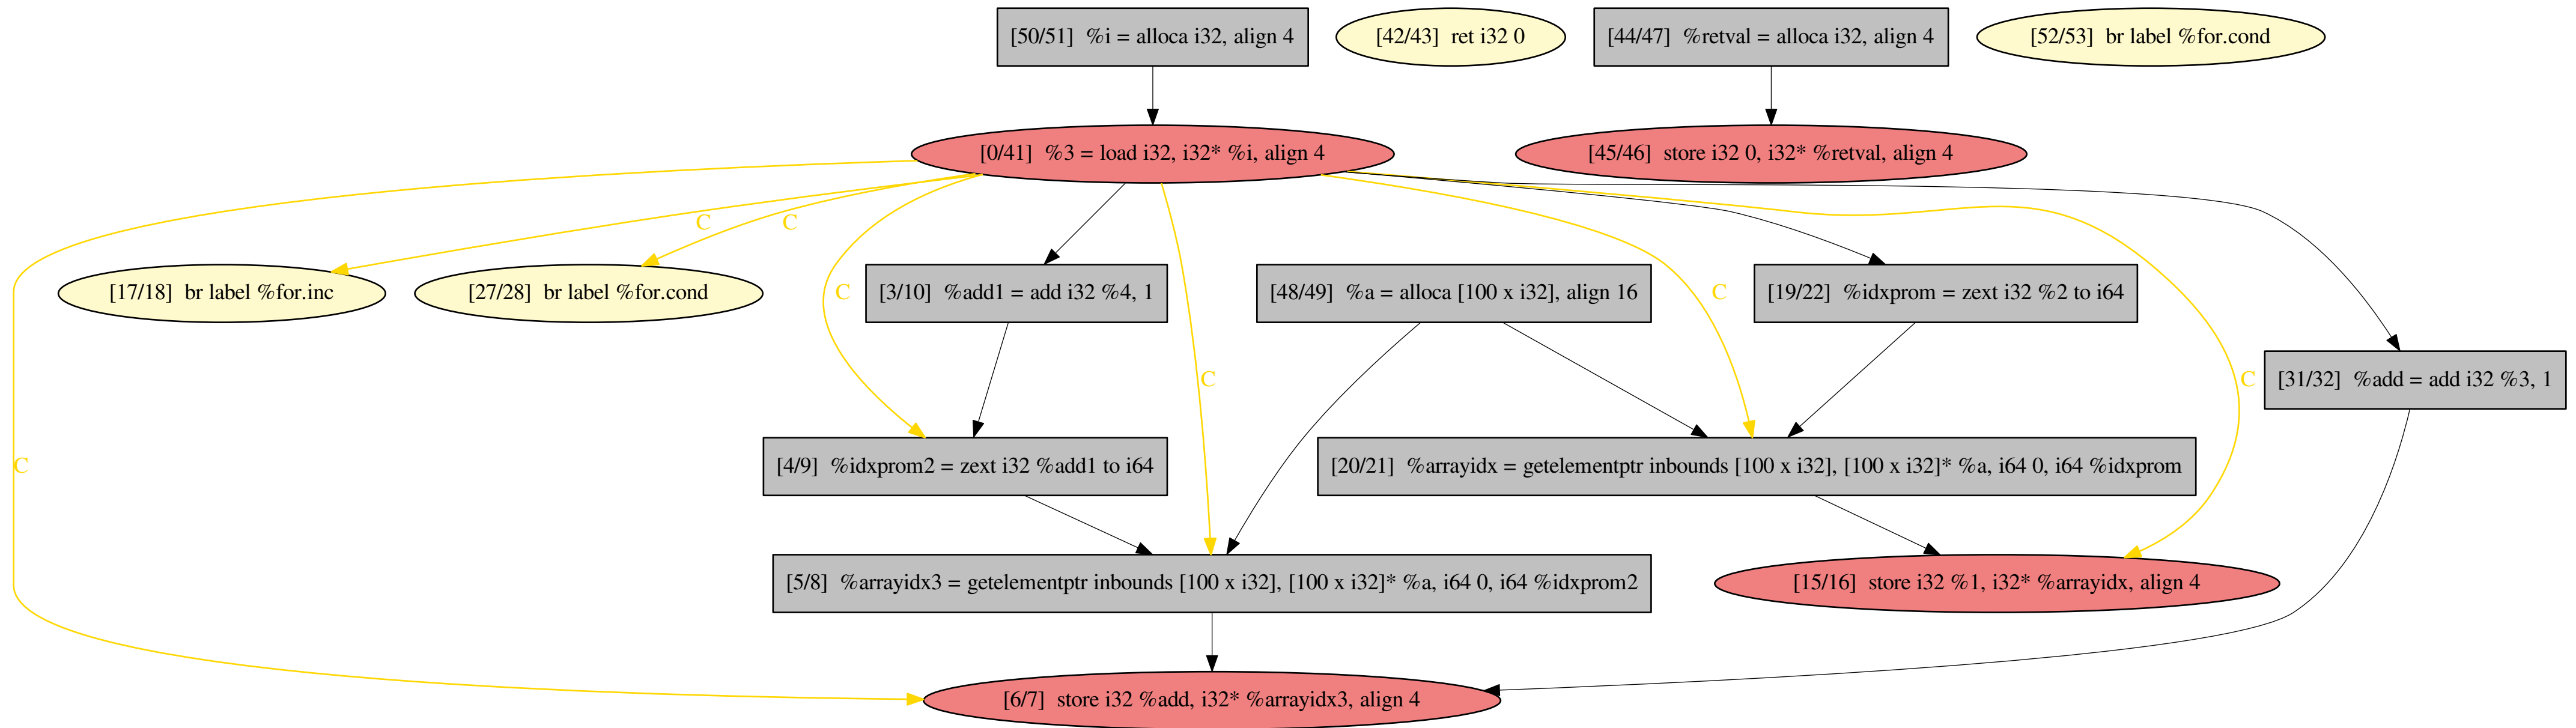 [50/51]  %i = alloca i32, align 4
[42/43]  ret i32 0
[44/47]  %retval = alloca i32, align 4
[52/53]  br label %for.cond
[0/41]  %3 = load i32, i32* %i, align 4
[45/46]  store i32 0, i32* %retval, align 4
C
C
[17/18]  br label %for.inc
[27/28]  br label %for.cond
C
[3/10]  %add1 = add i32 %4, 1
[48/49]  %a = alloca [100 x i32], align 16
C
[19/22]  %idxprom = zext i32 %2 to i64
C
C
[31/32]  %add = add i32 %3, 1
C
[4/9]  %idxprom2 = zext i32 %add1 to i64
[20/21]  %arrayidx = getelementptr inbounds [100 x i32], [100 x i32]* %a, i64 0, i64 %idxprom
[5/8]  %arrayidx3 = getelementptr inbounds [100 x i32], [100 x i32]* %a, i64 0, i64 %idxprom2
[15/16]  store i32 %1, i32* %arrayidx, align 4
[6/7]  store i32 %add, i32* %arrayidx3, align 4